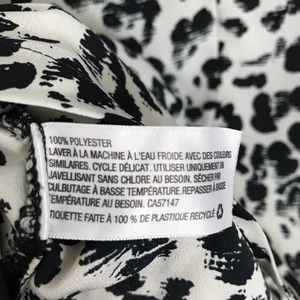 100% POLYESTER
LAVER À LA MACHINE À L'EAU FROIDE AVEC DES COULEURS
SIMILAIRES. CYCLE DÉLICAT. UTILISER UNIQUEMENT UN
JAVELLISANT SANS CHLORE AU BESOIN. SÉCHER PAR
CULBUTAGE À BASSE TEMPÉRATURE. REPASSER À BASSE
TEMPÉRATURE AU BESOIN. CA57147
ÉTIQUETTE FAITE À 100 % DE PLASTIQUE RECYCLÉ